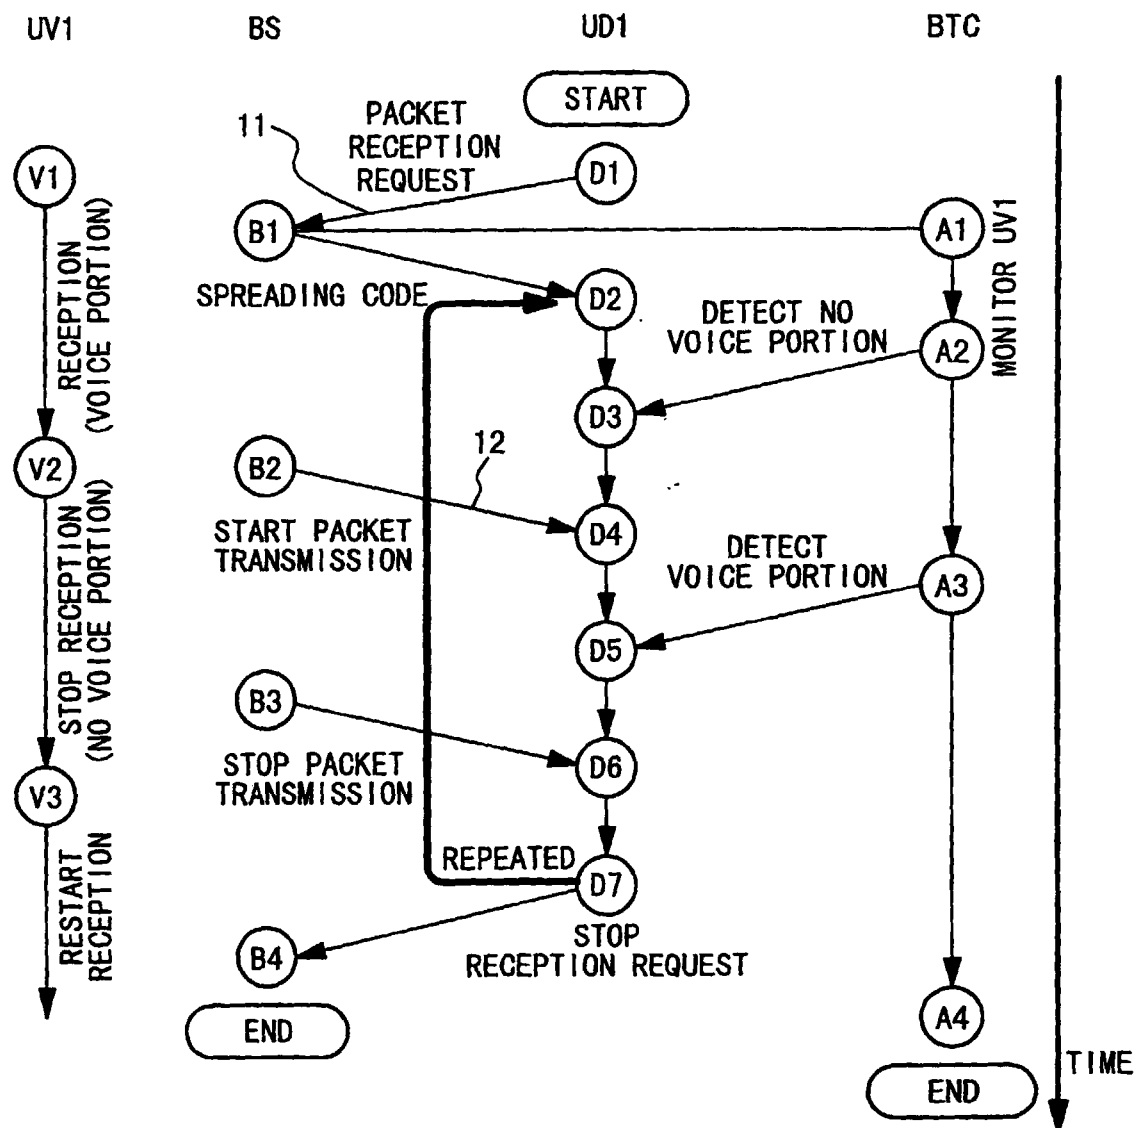 UV1 BS UD1 BTC
START
PACKET
RECEPTION
REQUEST
11
D1
V1
B1
A1
SPREADING CODE
D2
RECEPTION
(VOICE PORTION)
MONITOR UV1
DETECT NO
VOICE PORTION
A2
D3
V2
B2
12
START PACKET
TRANSMISSION
D4
DETECT
VOICE PORTION
A3
STOP RECEPTION
(NO VOICE PORTION)
D5
B3
STOP PACKET
TRANSMISSION
D6
V3
REPEATED
D7
RESTART
RECEPTION
STOP
RECEPTION REQUEST
B4
END
A4
TIME
END